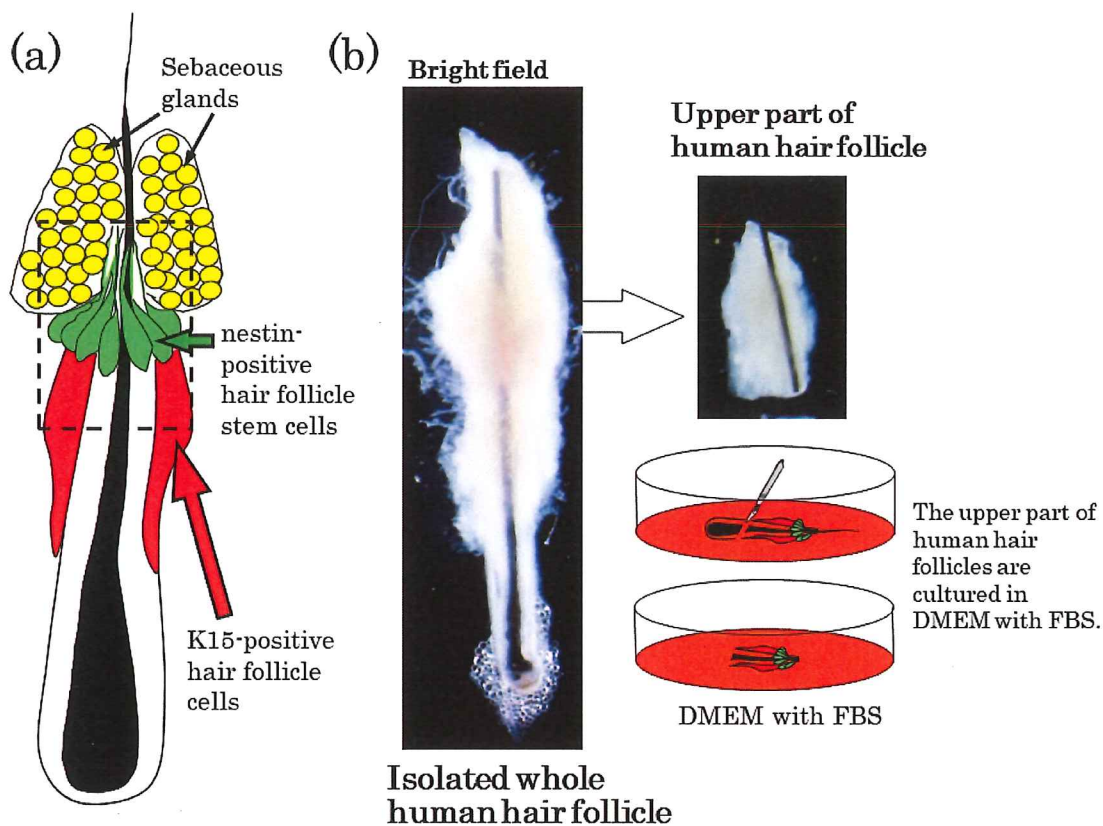 (a)
Sebaceous
glands
nestin-
positive
hair follicle
stem cells
K15-positive
hair follicle
cells
(b)
Bright field
Upper part of
human hair follicle
The upper part of
human hair
follicles are
cultured in
DMEM with FBS.
DMEM with FBS
Isolated whole
human hair follicle